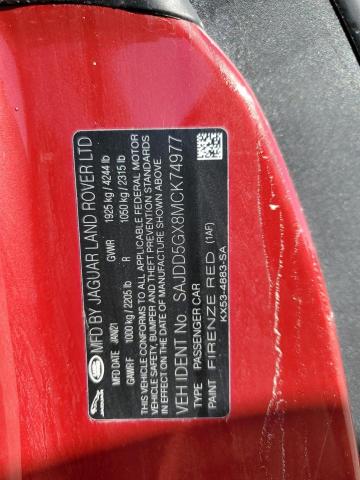 MFD BY JAGUAR LAND ROVER LTD
MFD DATE JAN/21 GVWR 1925 kg / 4244 lb
GAWR F 1000 kg / 2205 lb R 1050 kg / 2315 lb
THIS VEHICLE CONFORMS TO ALL APPLICABLE FEDERAL MOTOR
VEHICLE SAFETY, BUMPER AND THEFT PREVENTION STANDARDS
IN EFFECT ON THE DATE OF MANUFACTURE SHOWN ABOVE.
VEH IDENT No SAJDD5GX8MCK74977
TYPE PASSENGER CAR
PAINT FIRENZE RED (1AF)
KX53-4883-SA